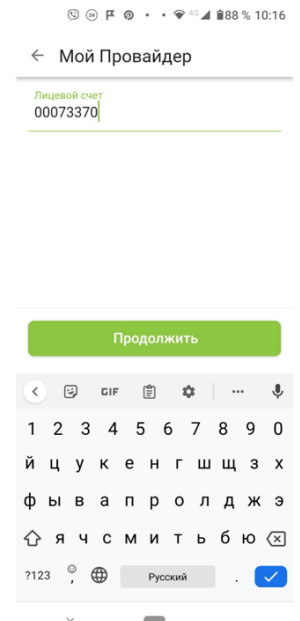 4G 88 % 10:16
Мой Провайдер
Лицевой счет
00073370
Продолжить
GIF
1 2 3 4 5 6 7 8 9 0
й ц у к е н г ш щ з х
ф ы в а п р о л д ж э
я ч с м и т ь б ю
?123 , Русский .